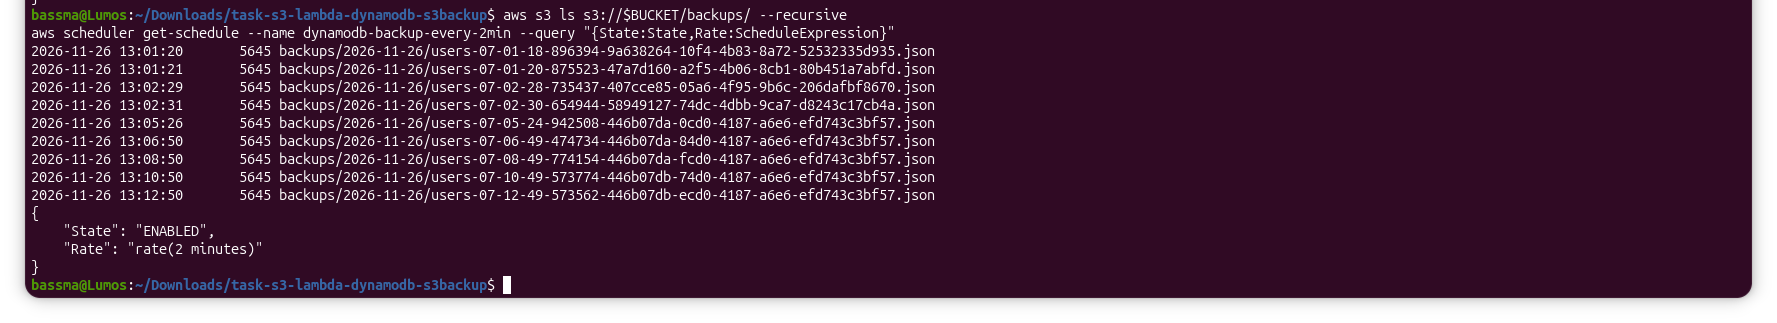 bassma@Lumos:~/Downloads/task-s3-lambda-dynamodb-s3backup$ aws s3 ls s3://$BUCKET/backups/ --recursive
aws scheduler get-schedule --name dynamodb-backup-every-2min --query "{State:State,Rate:ScheduleExpression}"
2026-11-26 13:01:20       5645 backups/2026-11-26/users-07-01-18-896394-9a638264-10f4-4b83-8a72-52532335d935.json
2026-11-26 13:01:21       5645 backups/2026-11-26/users-07-01-20-875523-47a7d160-a2f5-4b06-8cb1-80b451a7abfd.json
2026-11-26 13:02:29       5645 backups/2026-11-26/users-07-02-28-735437-407cce85-05a6-4f95-9b6c-206dafbf8670.json
2026-11-26 13:02:31       5645 backups/2026-11-26/users-07-02-30-654944-58949127-74dc-4dbb-9ca7-d8243c17cb4a.json
2026-11-26 13:05:26       5645 backups/2026-11-26/users-07-05-24-942508-446b07da-0cd0-4187-a6e6-efd743c3bf57.json
2026-11-26 13:06:50       5645 backups/2026-11-26/users-07-06-49-474734-446b07da-84d0-4187-a6e6-efd743c3bf57.json
2026-11-26 13:08:50       5645 backups/2026-11-26/users-07-08-49-774154-446b07da-fcd0-4187-a6e6-efd743c3bf57.json
2026-11-26 13:10:50       5645 backups/2026-11-26/users-07-10-49-573774-446b07db-74d0-4187-a6e6-efd743c3bf57.json
2026-11-26 13:12:50       5645 backups/2026-11-26/users-07-12-49-573562-446b07db-ecd0-4187-a6e6-efd743c3bf57.json
{
    "State": "ENABLED",
    "Rate": "rate(2 minutes)"
}
bassma@Lumos:~/Downloads/task-s3-lambda-dynamodb-s3backup$